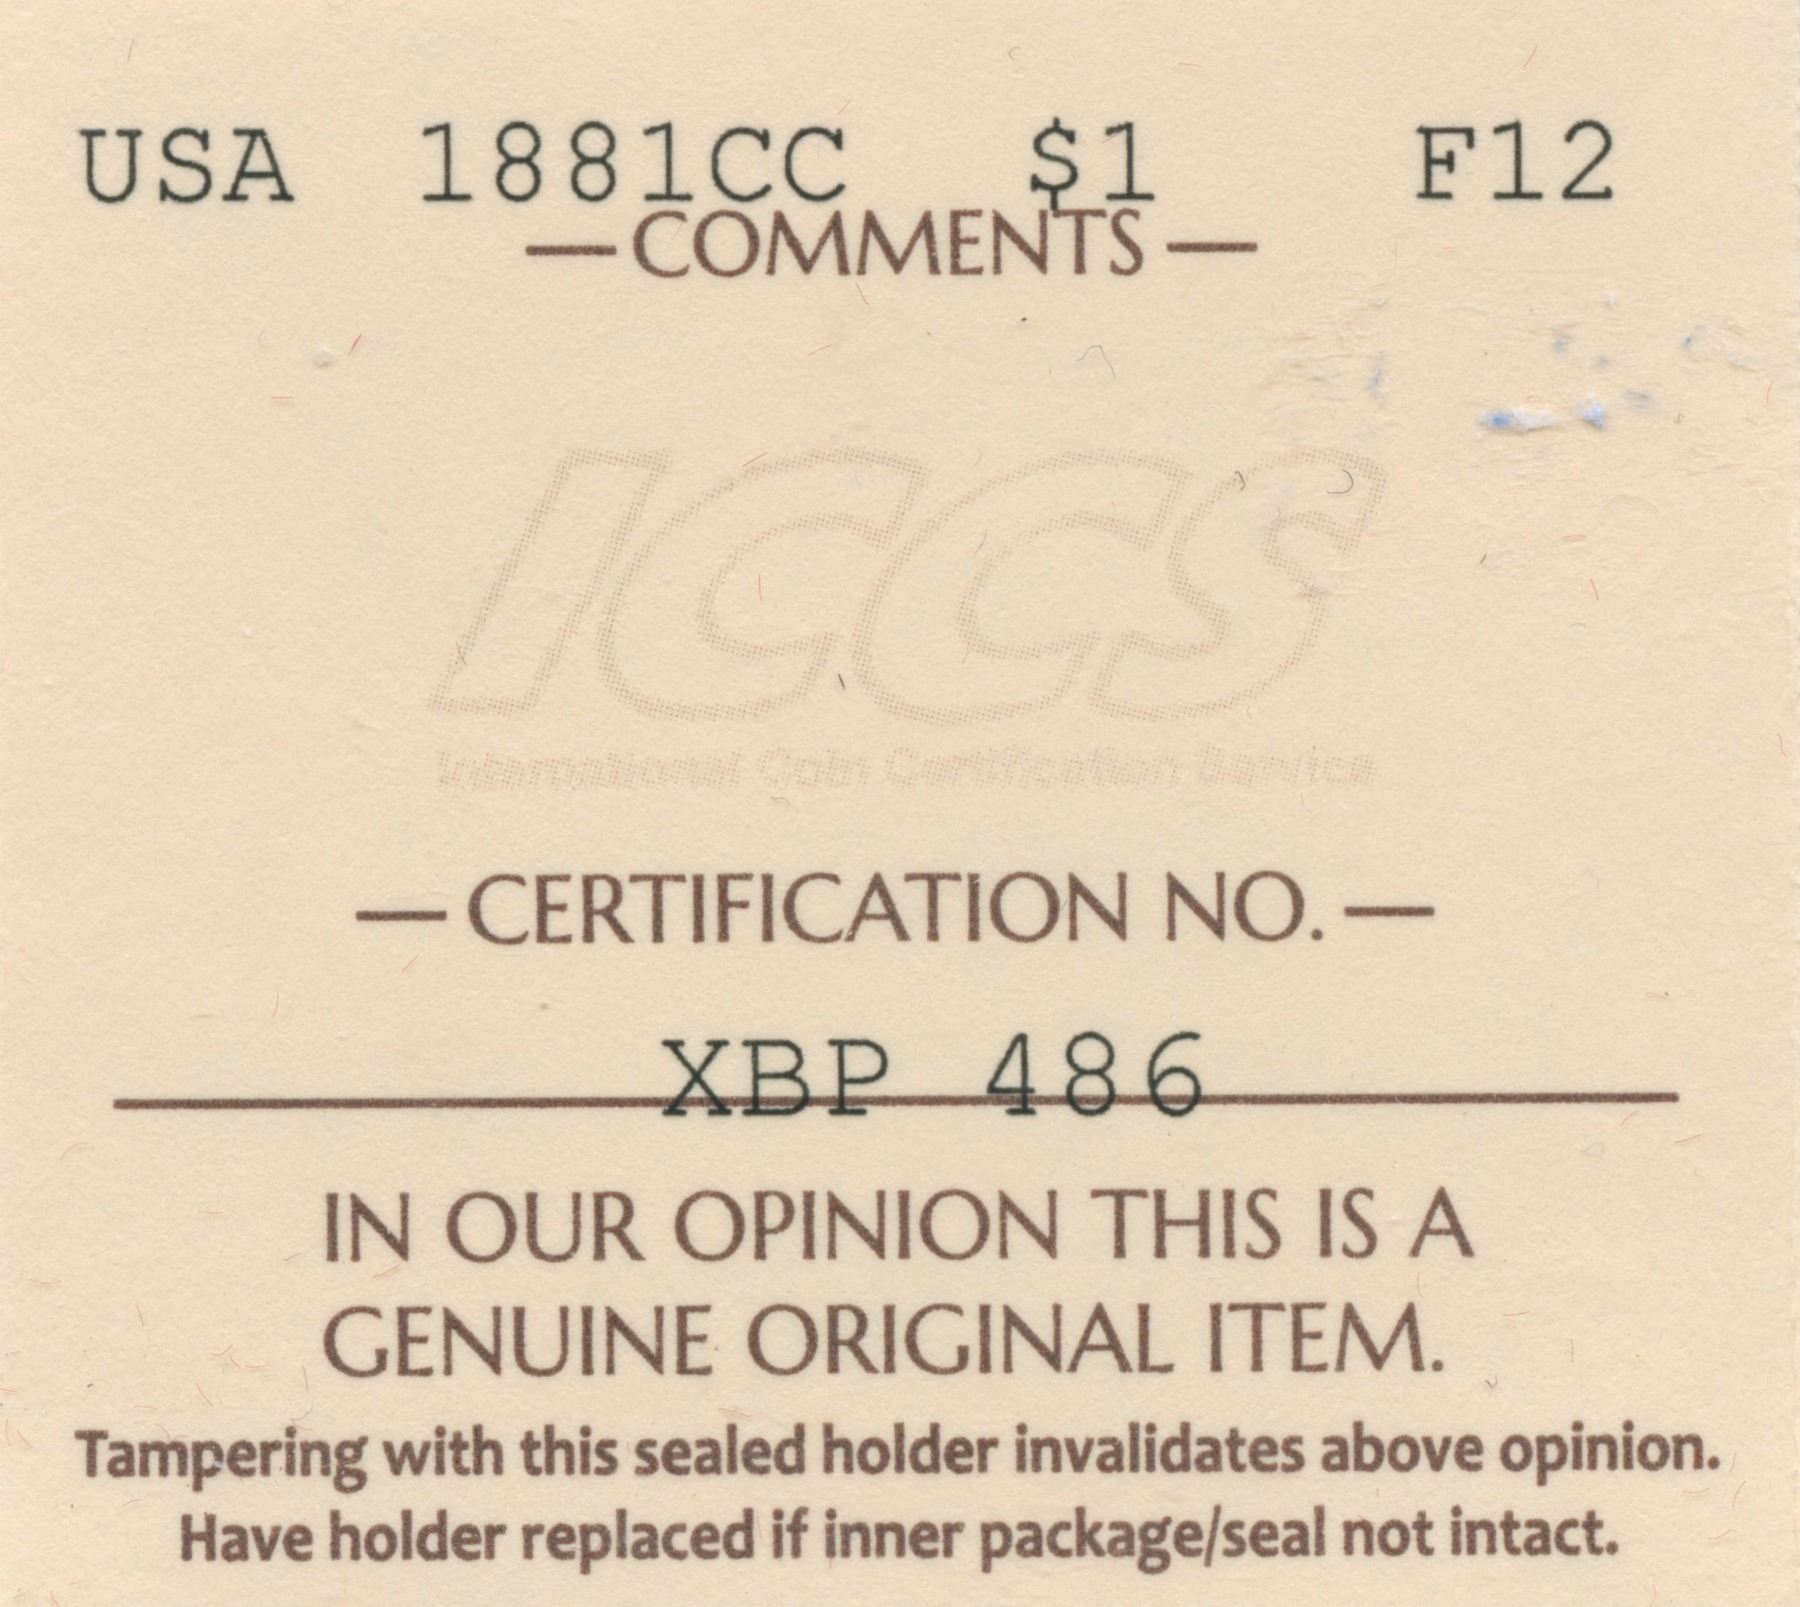 USA 1881CC $1 F12
—COMMENTS—
ICCS
International Coin Certification Service
—CERTIFICATION NO.—
XBP 486
IN OUR OPINION THIS IS A
GENUINE ORIGINAL ITEM.
Tampering with this sealed holder invalidates above opinion.
Have holder replaced if inner package/seal not intact.